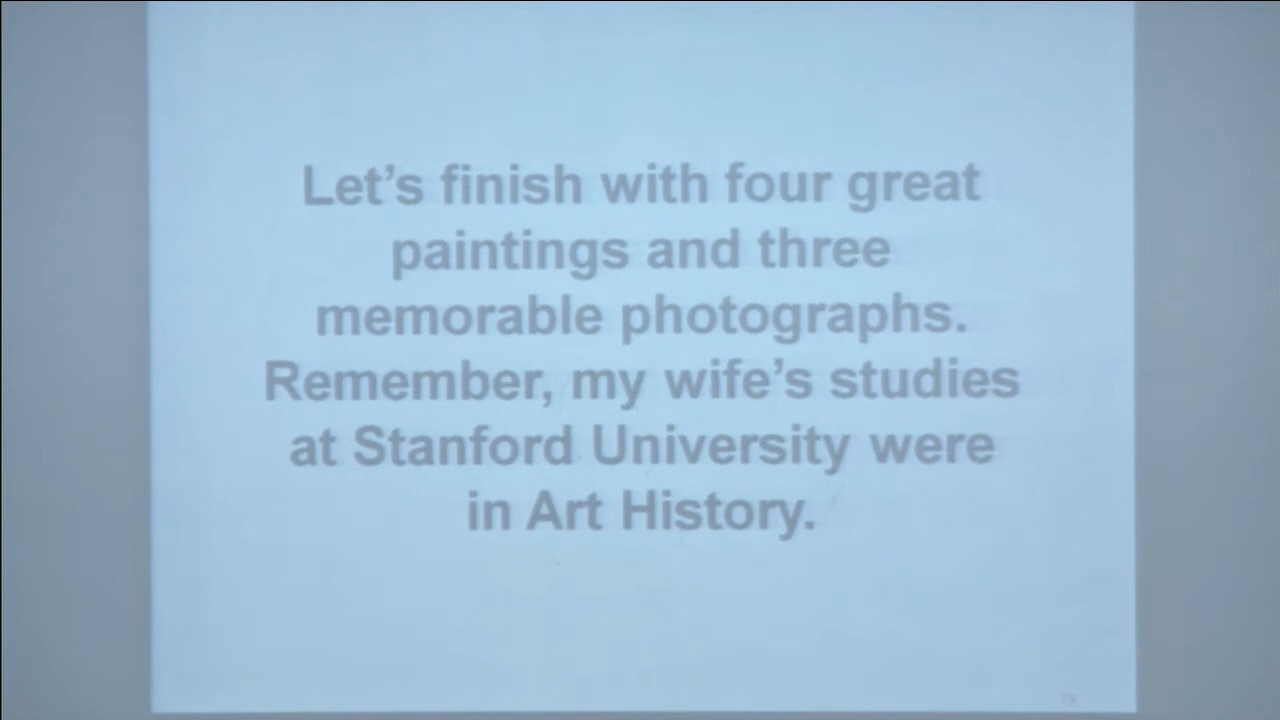 Let's finish with four great
paintings and three
memorable photographs.
Remember, my wife's studies
at Stanford University were
in Art History.
79